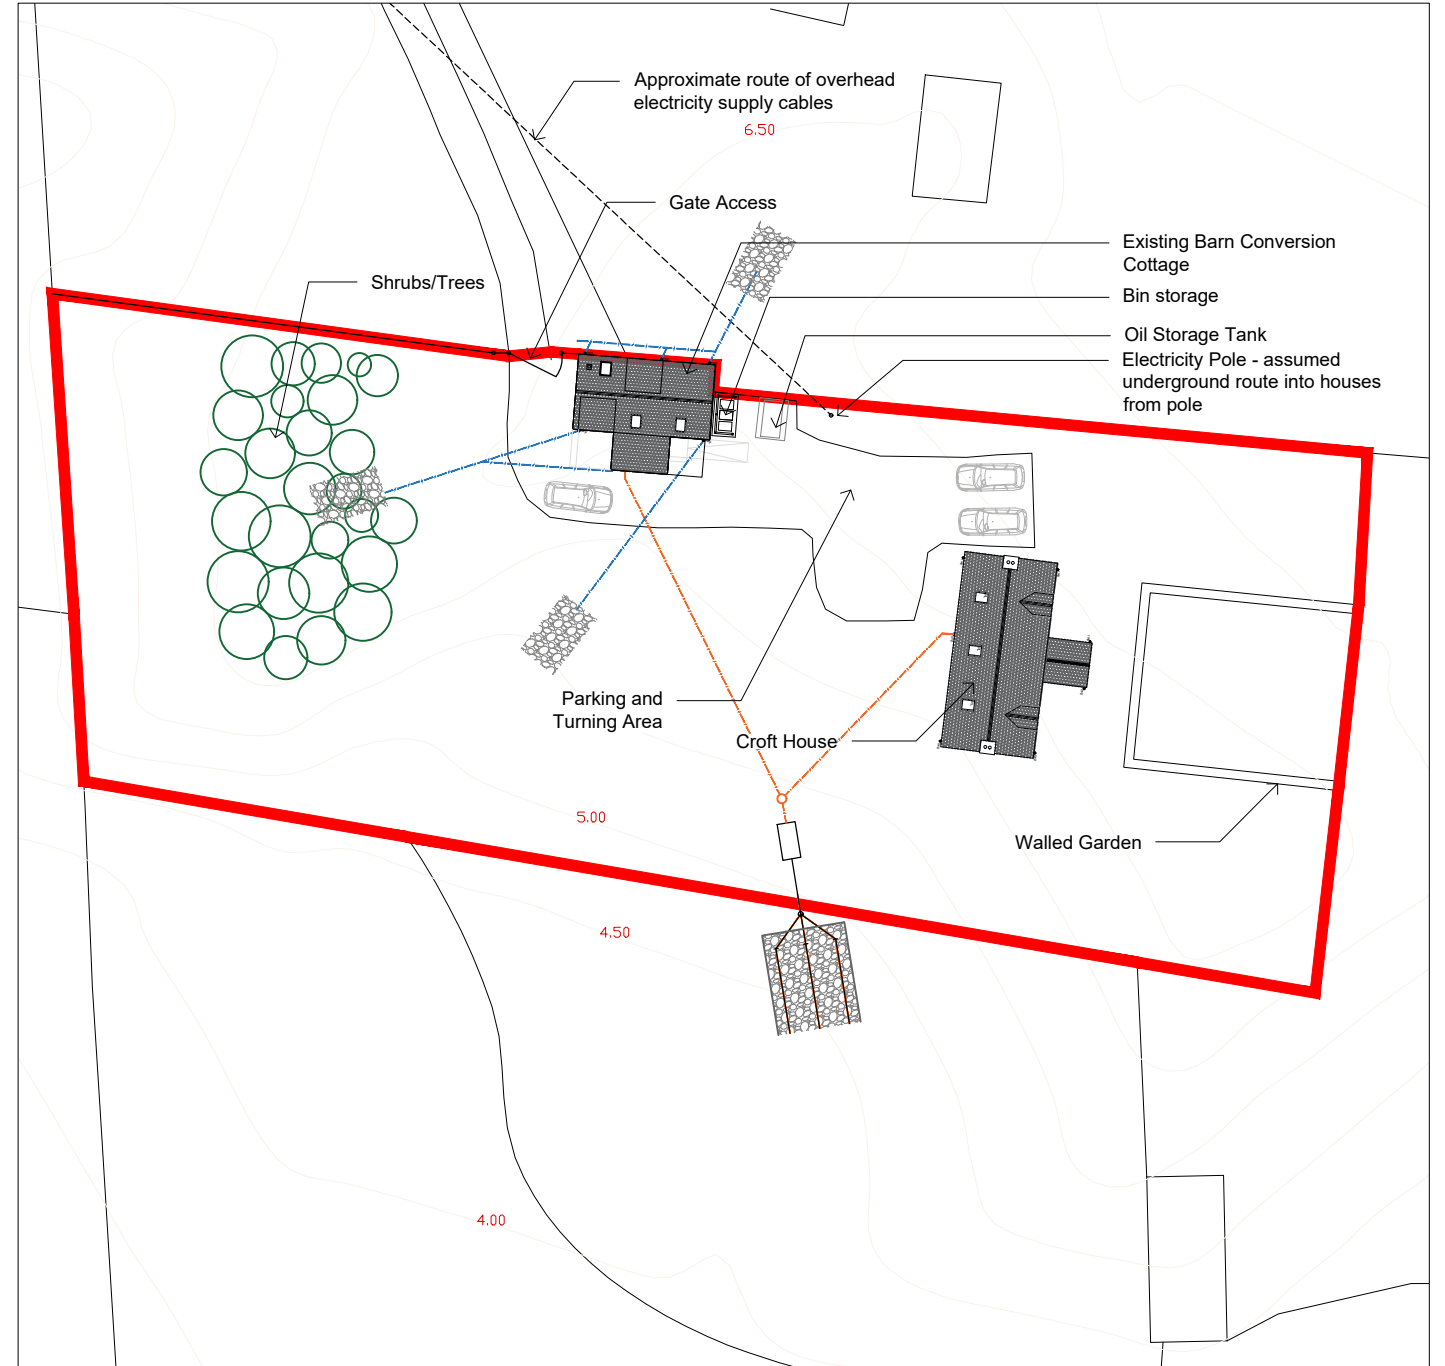 Approximate route of overhead
electricity supply cables
6.50
Gate Access
Existing Barn Conversion
Cottage
Shrubs/Trees
Bin storage
Oil Storage Tank
Electricity Pole - assumed
underground route into houses
from pole
Parking and
Turning Area
Croft House
5.00
Walled Garden
4.50
4.00